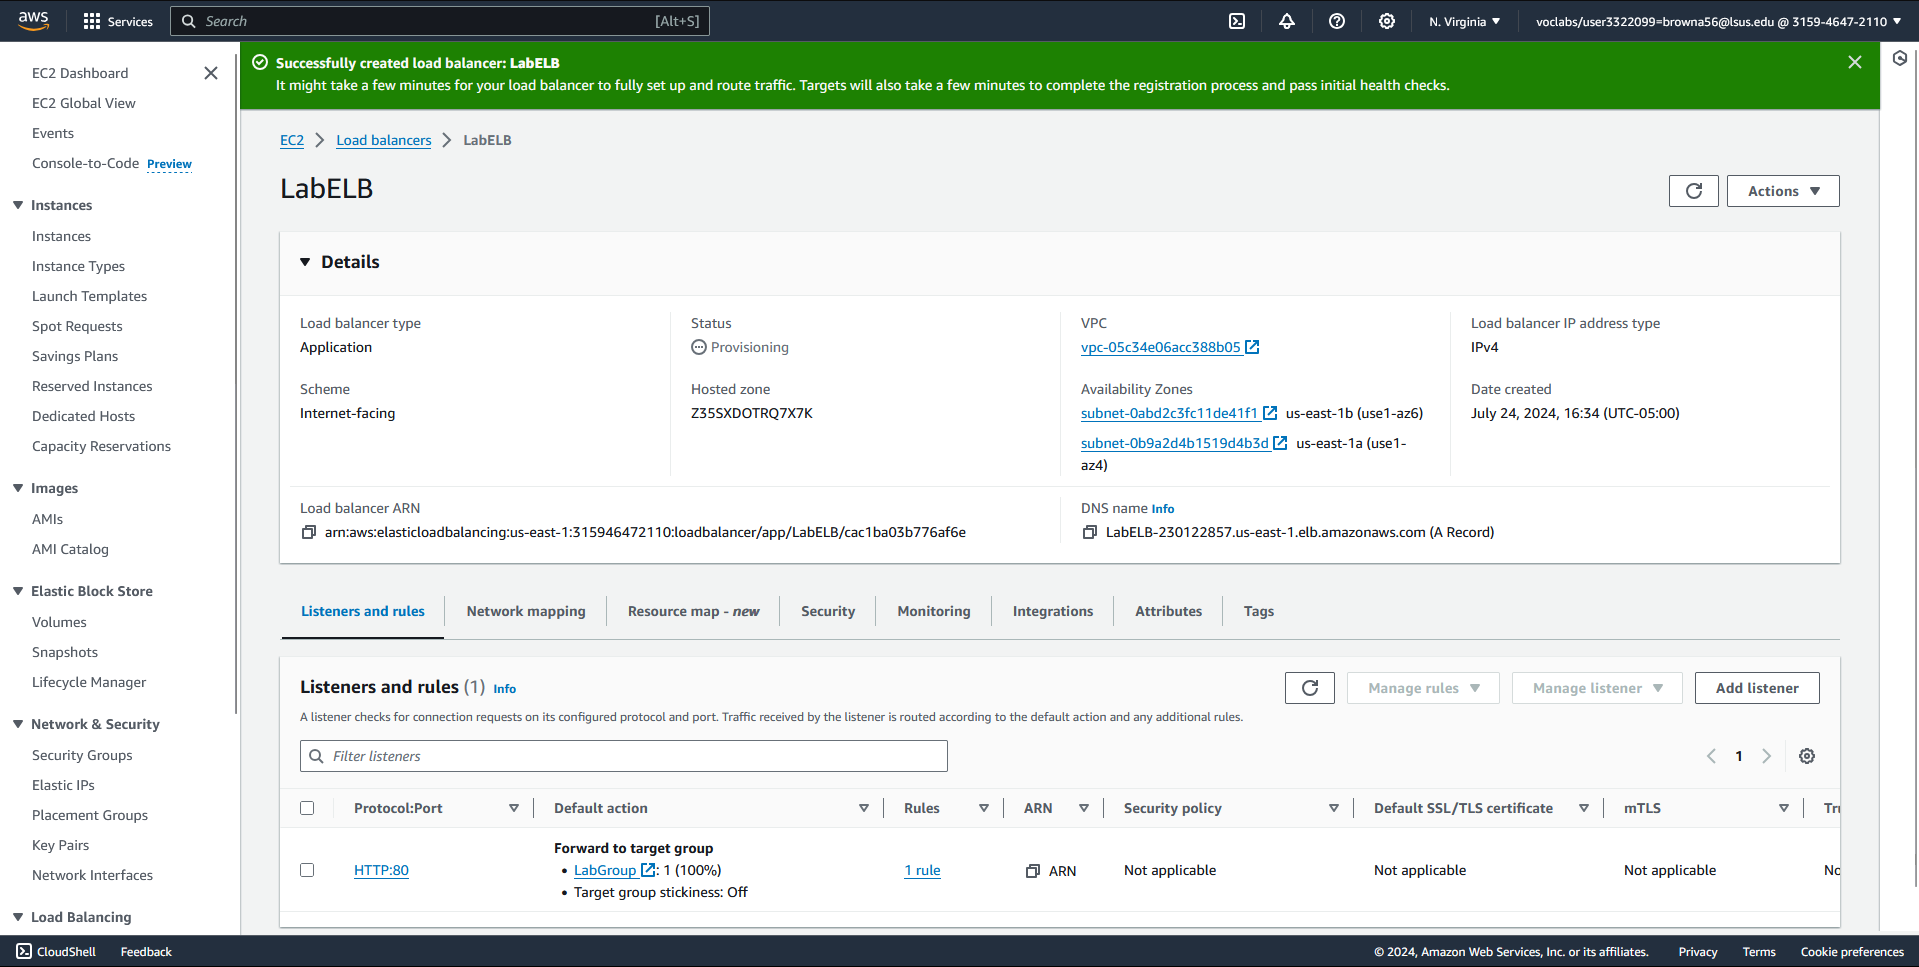 aws
Services
Search
[Alt+S]
N. Virginia
voclabs/user3322099=browna56@lsus.edu @ 3159-4647-2110
EC2 Dashboard
EC2 Global View
Events
Console-to-Code Preview
Instances
Instances
Instance Types
Launch Templates
Spot Requests
Savings Plans
Reserved Instances
Dedicated Hosts
Capacity Reservations
Images
AMIs
AMI Catalog
Elastic Block Store
Volumes
Snapshots
Lifecycle Manager
Network & Security
Security Groups
Elastic IPs
Placement Groups
Key Pairs
Network Interfaces
Load Balancing
Successfully created load balancer: LabELB
It might take a few minutes for your load balancer to fully set up and route traffic. Targets will also take a few minutes to complete the registration process and pass initial health checks.
EC2
Load balancers
LabELB
LabELB
Actions
Details
Load balancer type
Application
Status
Provisioning
VPC
vpc-05c34e06acc388b05
Load balancer IP address type
IPv4
Scheme
Internet-facing
Hosted zone
Z35SXDOTRQ7X7K
Availability Zones
subnet-0abd2c3fc11de41f1 us-east-1b (use1-az6)
subnet-0b9a2d4b1519d4b3d us-east-1a (use1-
az4)
Date created
July 24, 2024, 16:34 (UTC-05:00)
Load balancer ARN
arn:aws:elasticloadbalancing:us-east-1:315946472110:loadbalancer/app/LabELB/cac1ba03b776af6e
DNS name Info
LabELB-230122857.us-east-1.elb.amazonaws.com (A Record)
Listeners and rules
Network mapping
Resource map - new
Security
Monitoring
Integrations
Attributes
Tags
Listeners and rules (1) Info
Manage rules
Manage listener
Add listener
A listener checks for connection requests on its configured protocol and port. Traffic received by the listener is routed according to the default action and any additional rules.
Filter listeners
1
Protocol:Port
Default action
Rules
ARN
Security policy
Default SSL/TLS certificate
mTLS
Tru
HTTP:80
Forward to target group
• LabGroup : 1 (100%)
• Target group stickiness: Off
1 rule
ARN
Not applicable
Not applicable
Not applicable
No
CloudShell
Feedback
© 2024, Amazon Web Services, Inc. or its affiliates.
Privacy
Terms
Cookie preferences